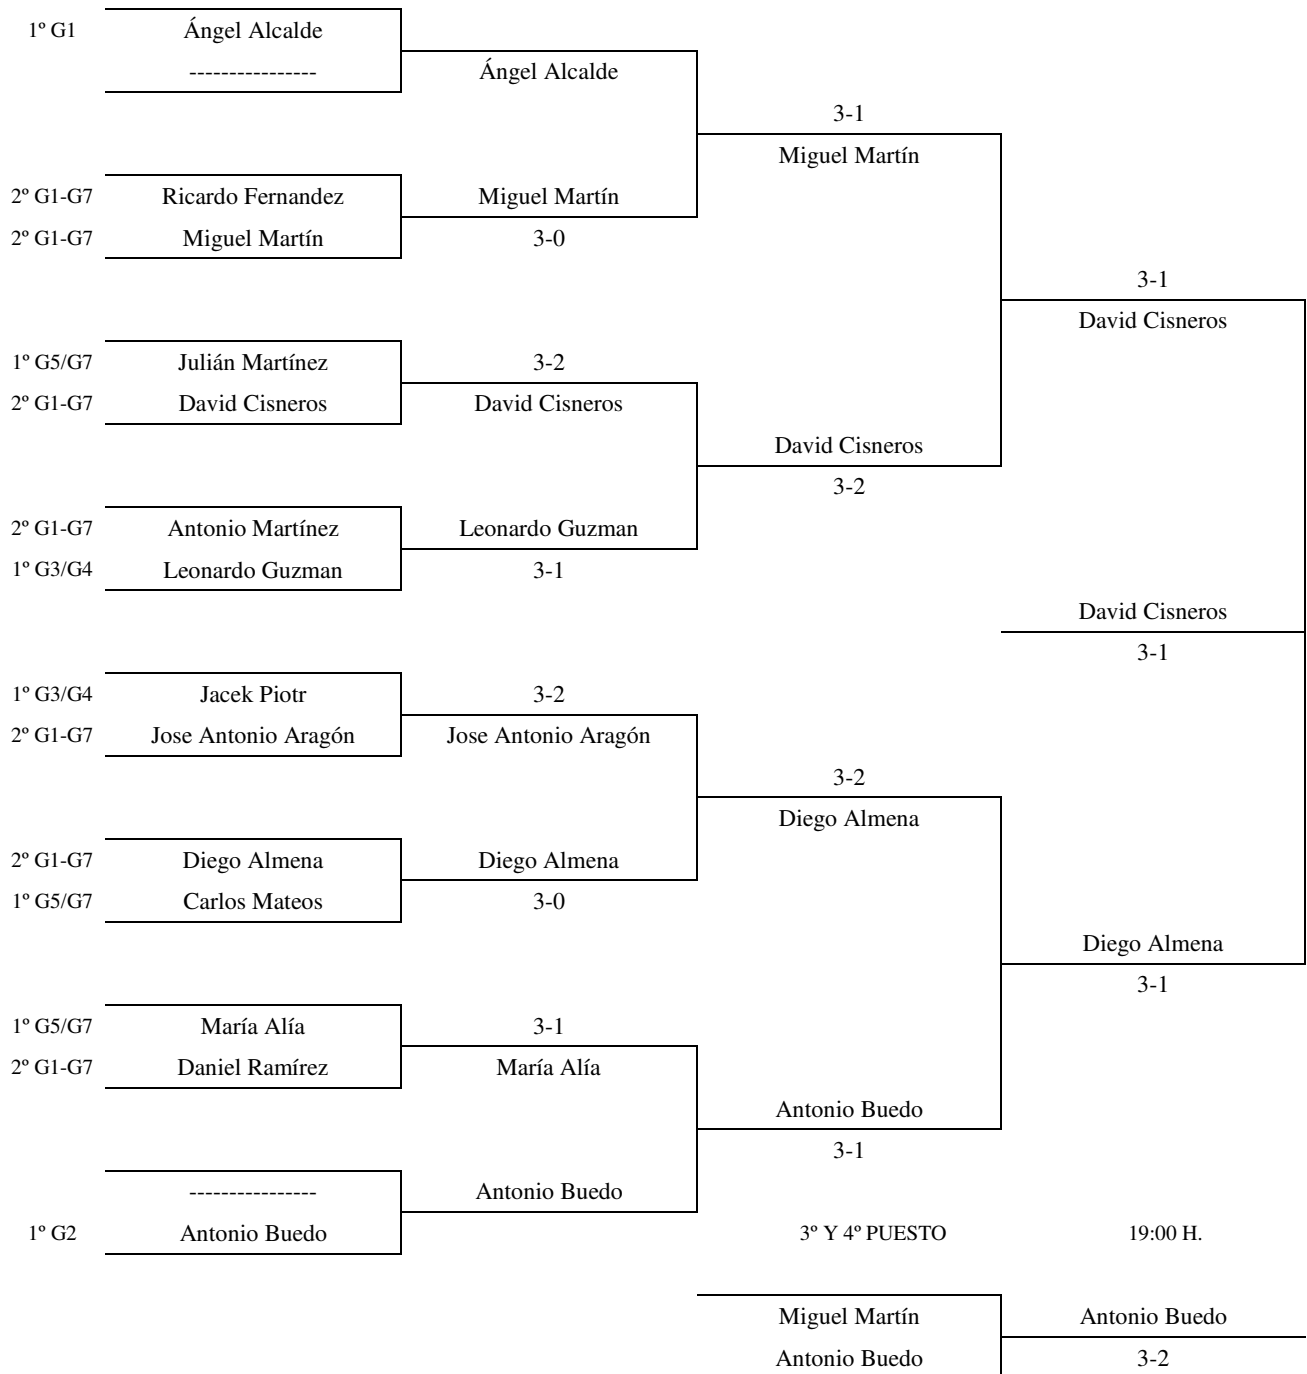 1º G1 Ángel Alcalde
---------------- Ángel Alcalde
3-1
Miguel Martín
2º G1-G7 Ricardo Fernandez Miguel Martín
2º G1-G7 Miguel Martín 3-0
3-1
David Cisneros
1º G5/G7 Julián Martínez 3-2
2º G1-G7 David Cisneros David Cisneros
David Cisneros
3-2
2º G1-G7 Antonio Martínez Leonardo Guzman
1º G3/G4 Leonardo Guzman 3-1
David Cisneros
3-1
1º G3/G4 Jacek Piotr 3-2
2º G1-G7 Jose Antonio Aragón Jose Antonio Aragón
3-2
Diego Almena
2º G1-G7 Diego Almena Diego Almena
1º G5/G7 Carlos Mateos 3-0
Diego Almena
3-1
1º G5/G7 María Alía 3-1
2º G1-G7 Daniel Ramírez María Alía
Antonio Buedo
3-1
---------------- Antonio Buedo
1º G2 Antonio Buedo 3º Y 4º PUESTO 19:00 H.
Miguel Martín Antonio Buedo
Antonio Buedo 3-2